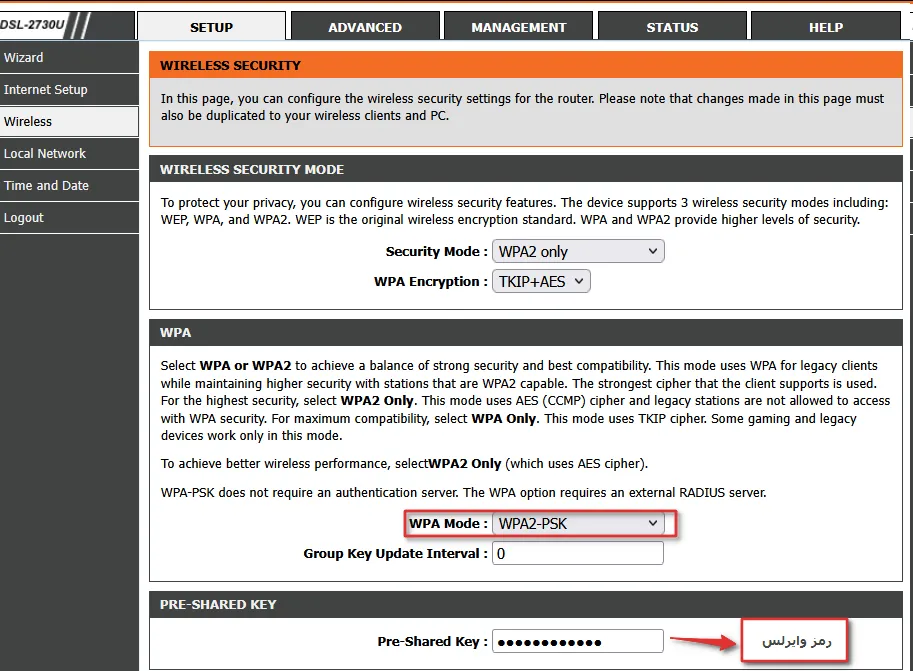 DSL-2730U
SETUP
ADVANCED
MANAGEMENT
STATUS
HELP
Wizard
Internet Setup
Wireless
Local Network
Time and Date
Logout
WIRELESS SECURITY
In this page, you can configure the wireless security settings for the router. Please note that changes made in this page must
also be duplicated to your wireless clients and PC.
WIRELESS SECURITY MODE
To protect your privacy, you can configure wireless security features. The device supports 3 wireless security modes including:
WEP, WPA, and WPA2. WEP is the original wireless encryption standard. WPA and WPA2 provide higher levels of security.
Security Mode : WPA2 only
WPA Encryption : TKIP+AES
WPA
Select WPA or WPA2 to achieve a balance of strong security and best compatibility. This mode uses WPA for legacy clients
while maintaining higher security with stations that are WPA2 capable. The strongest cipher that the client supports is used.
For the highest security, select WPA2 Only. This mode uses AES (CCMP) cipher and legacy stations are not allowed to access
with WPA security. For maximum compatibility, select WPA Only. This mode uses TKIP cipher. Some gaming and legacy
devices work only in this mode.
To achieve better wireless performance, selectWPA2 Only (which uses AES cipher).
WPA-PSK does not require an authentication server. The WPA option requires an external RADIUS server.
WPA Mode : WPA2-PSK
Group Key Update Interval : 0
PRE-SHARED KEY
Pre-Shared Key : ••••••••••••
رمز وایرلس